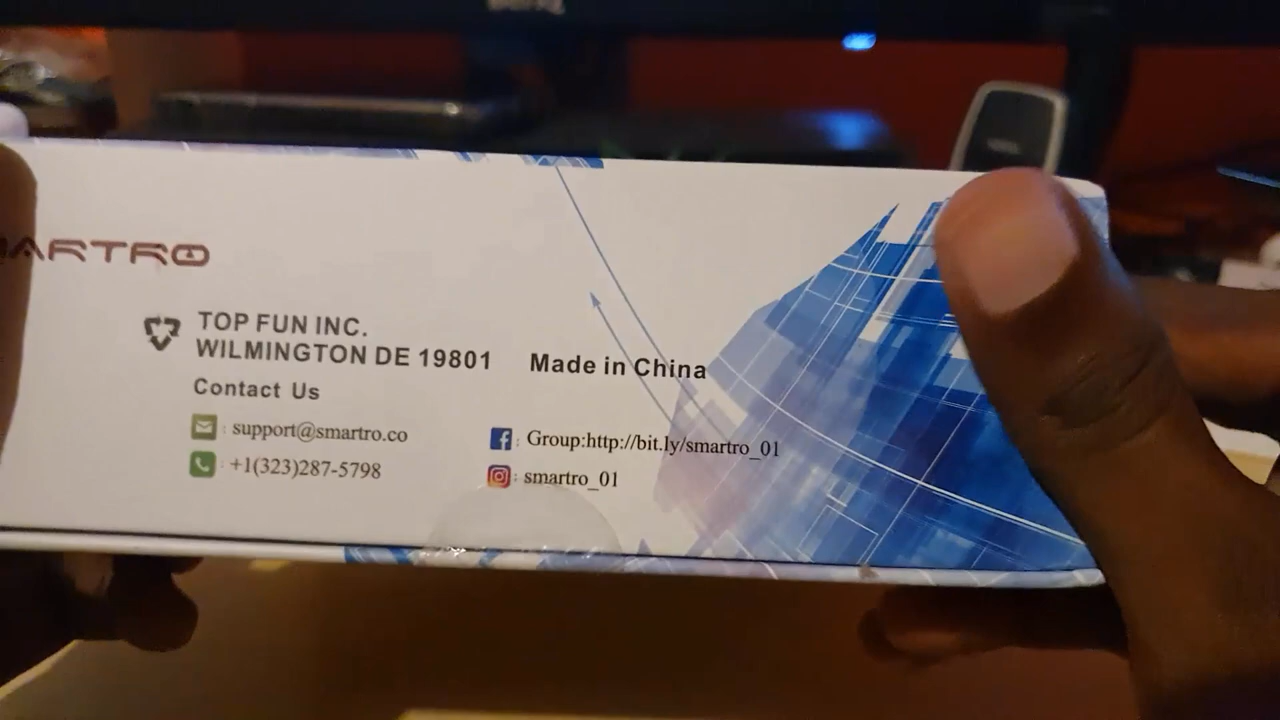 MARTRO
TOP FUN INC.
WILMINGTON DE 19801
Made in China
Contact Us
: support@smartro.co
: Group:http://bit.ly/smartro_01
: +1(323)287-5798
: smartro_01